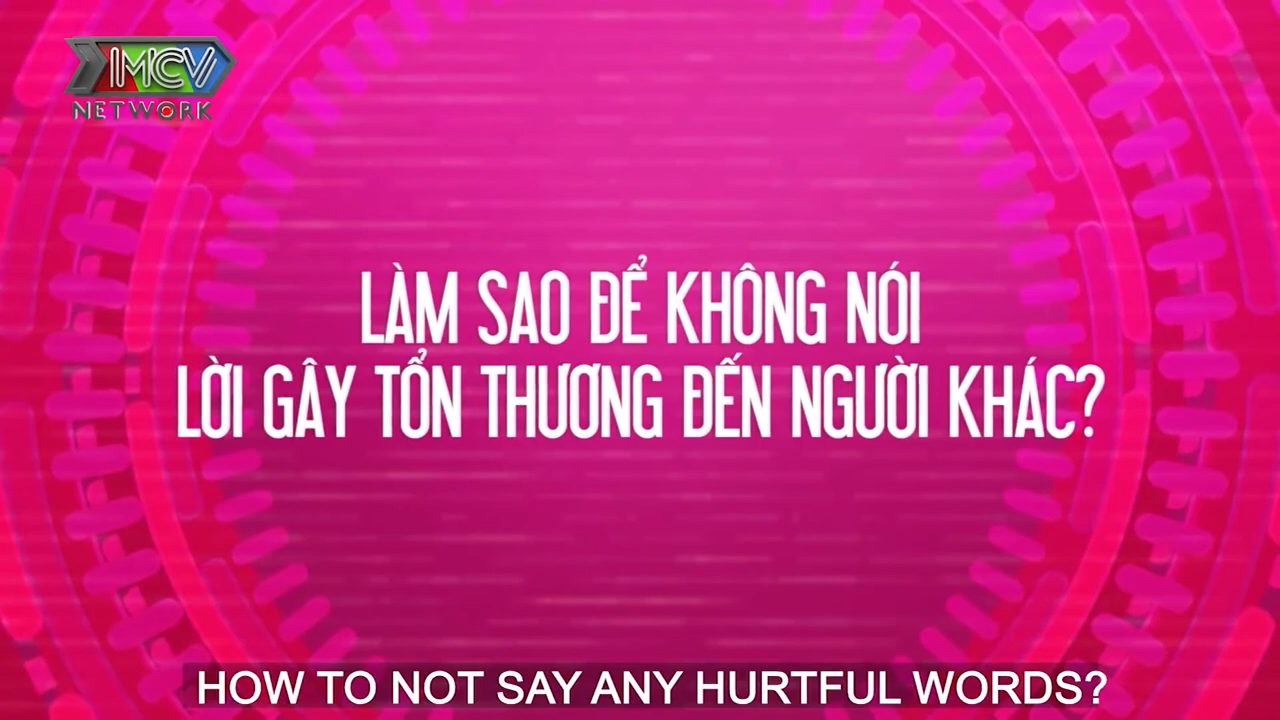 MCV
NETWORK
LÀM SAO ĐỂ KHÔNG NÓI
LỜI GÂY TỔN THƯƠNG ĐẾN NGƯỜI KHÁC?
HOW TO NOT SAY ANY HURTFUL WORDS?